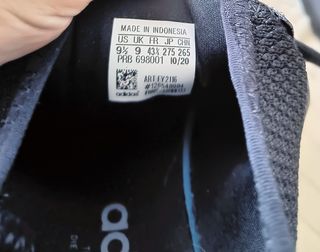 MADE IN INDONESIA
US UK FR JP CHN
9½ 9 43⅓ 275 265
PRB 698001 10/20
ART FY2116
adidas
ad